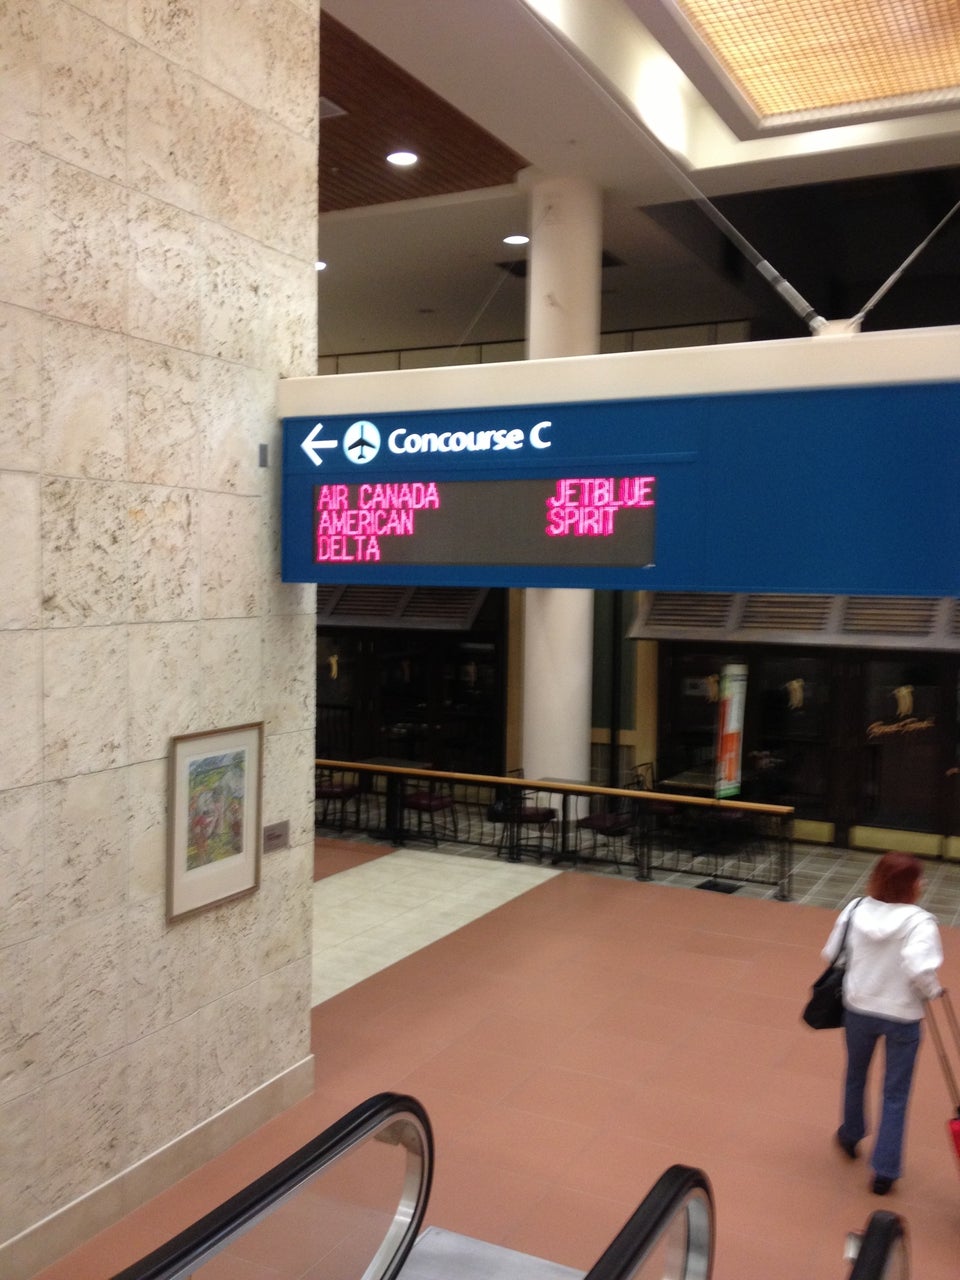 Concourse C
AIR CANADA
AMERICAN
DELTA
JETBLUE
SPIRIT